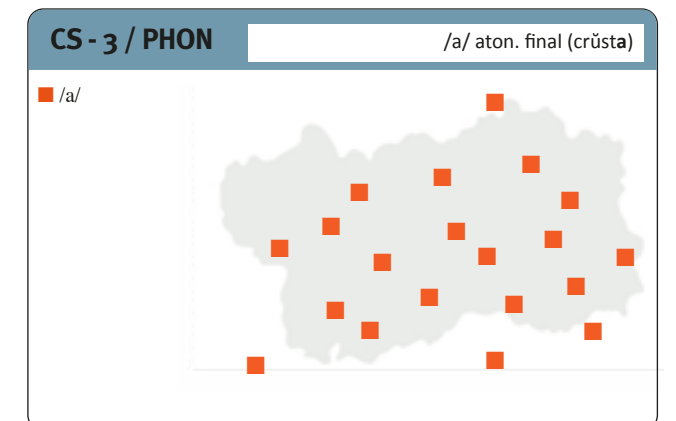 CS - 3 / PHON
/a/ aton. final (crŭsta)
/a/